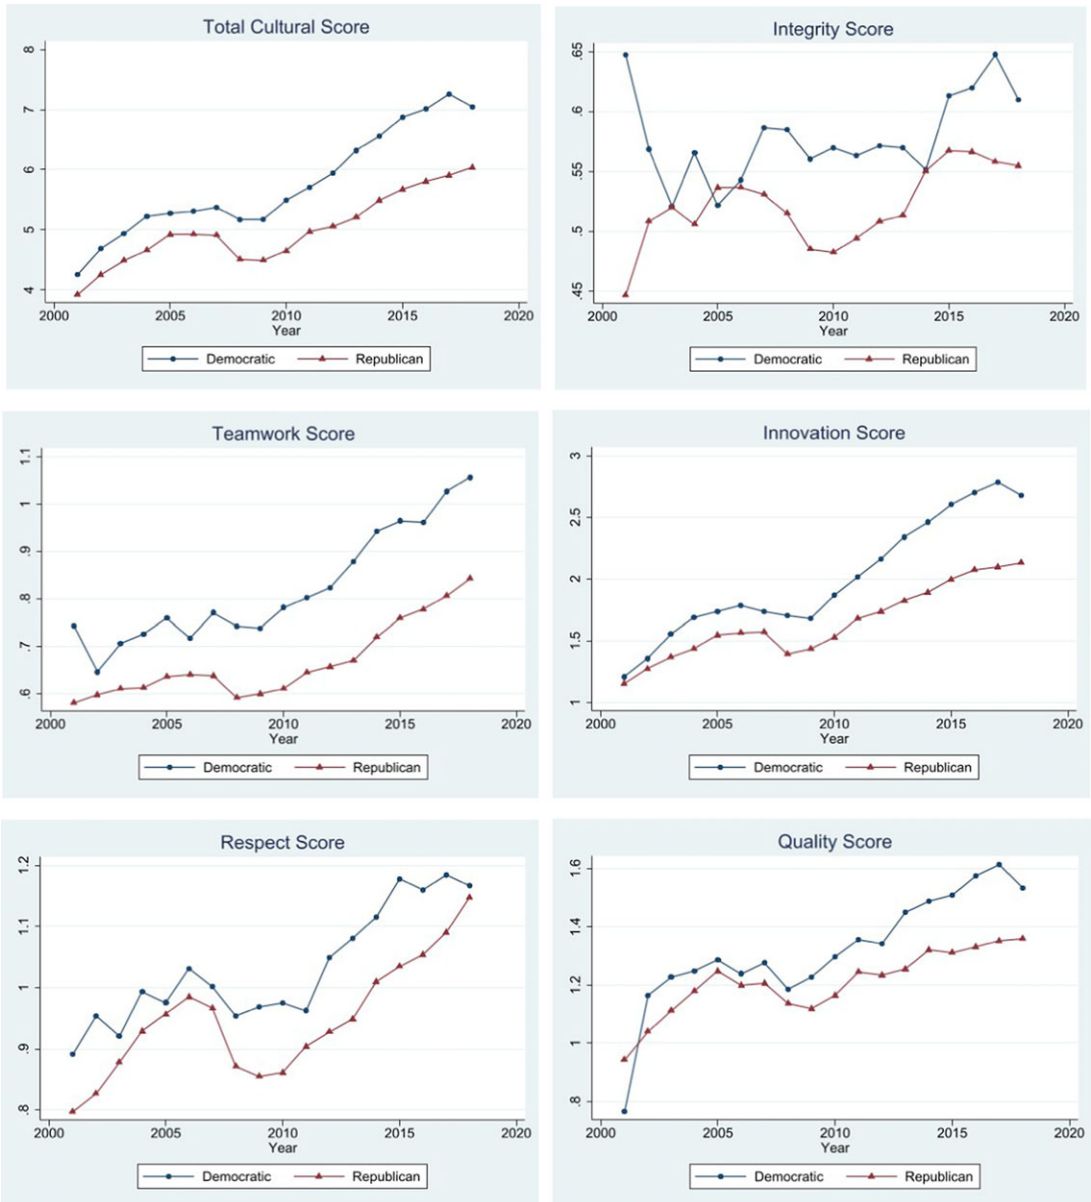 Total Cultural Score
8
7
6
5
4
2000 2005 2010 2015 2020
Year
Democratic Republican
Integrity Score
.65
.6
.55
.5
.45
2000 2005 2010 2015 2020
Year
Democratic Republican
Teamwork Score
1.1
1
.9
.8
.7
.6
2000 2005 2010 2015 2020
Year
Democratic Republican
Innovation Score
3
2.5
2
1.5
1
2000 2005 2010 2015 2020
Year
Democratic Republican
Respect Score
1.2
1.1
1
.9
.8
2000 2005 2010 2015 2020
Year
Democratic Republican
Quality Score
1.6
1.4
1.2
1
.8
2000 2005 2010 2015 2020
Year
Democratic Republican